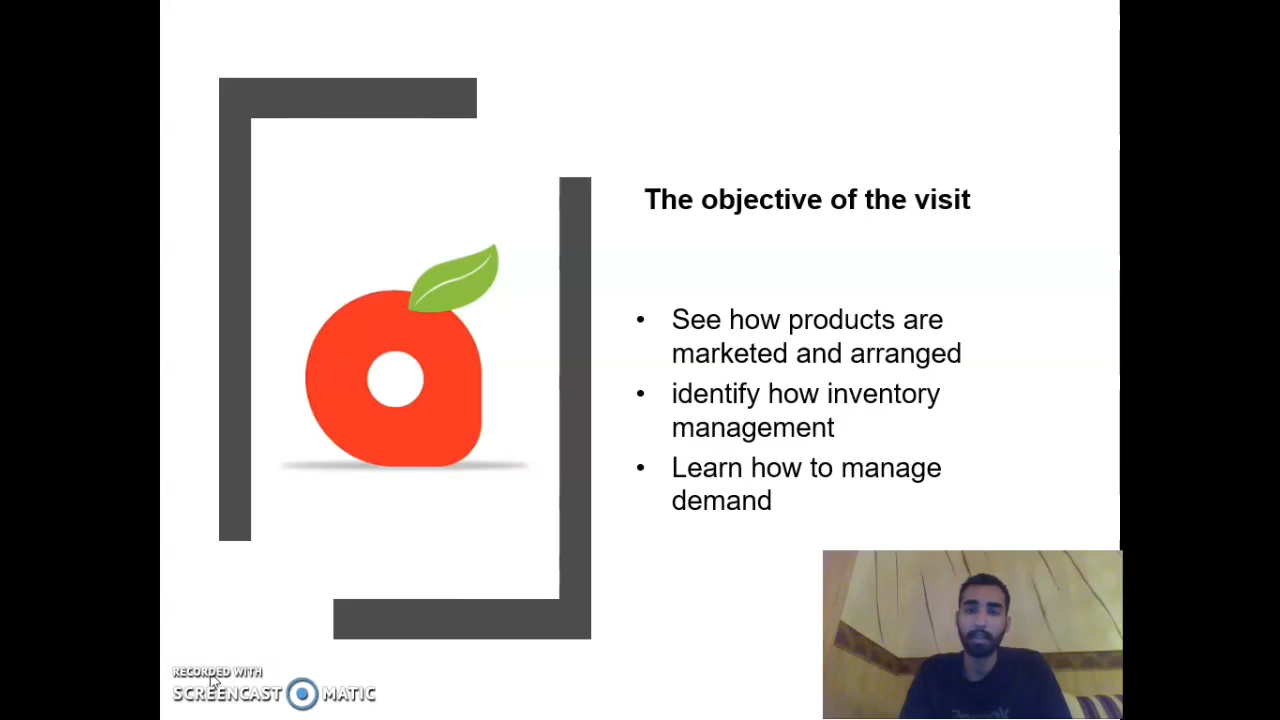 The objective of the visit
• See how products are
marketed and arranged
• identify how inventory
management
• Learn how to manage
demand
RECORDED WITH
SCREENCAST MATIC